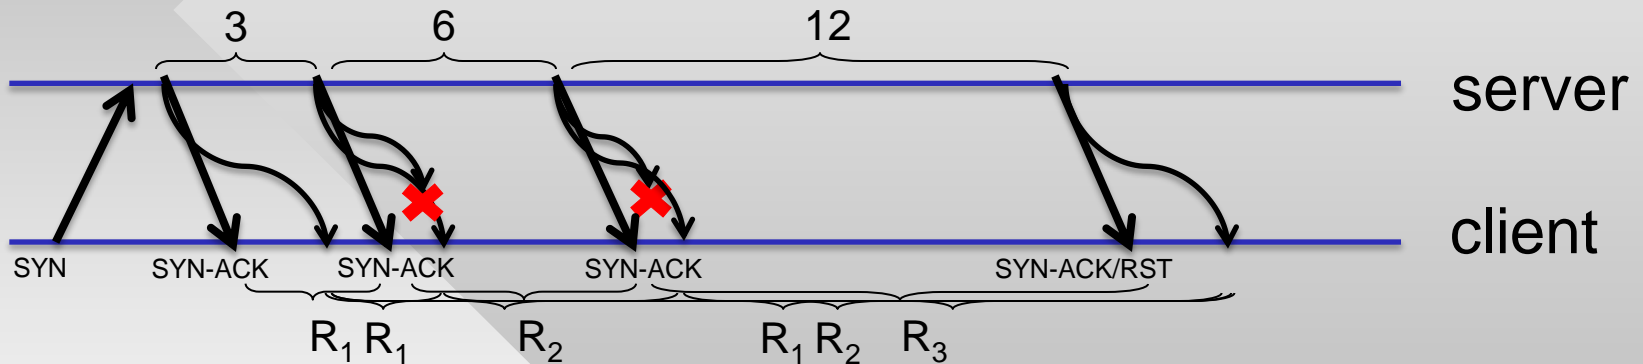 3 6 12
server
client
SYN SYN-ACK SYN-ACK SYN-ACK SYN-ACK/RST
R₁ R₁ R₂ R₁ R₂ R₃